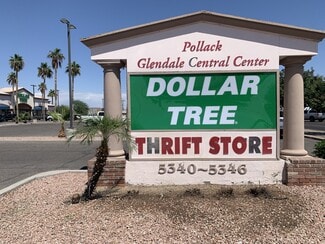 Pollack
Glendale Central Center
DOLLAR
TREE
THRIFT STORE
5340~5346